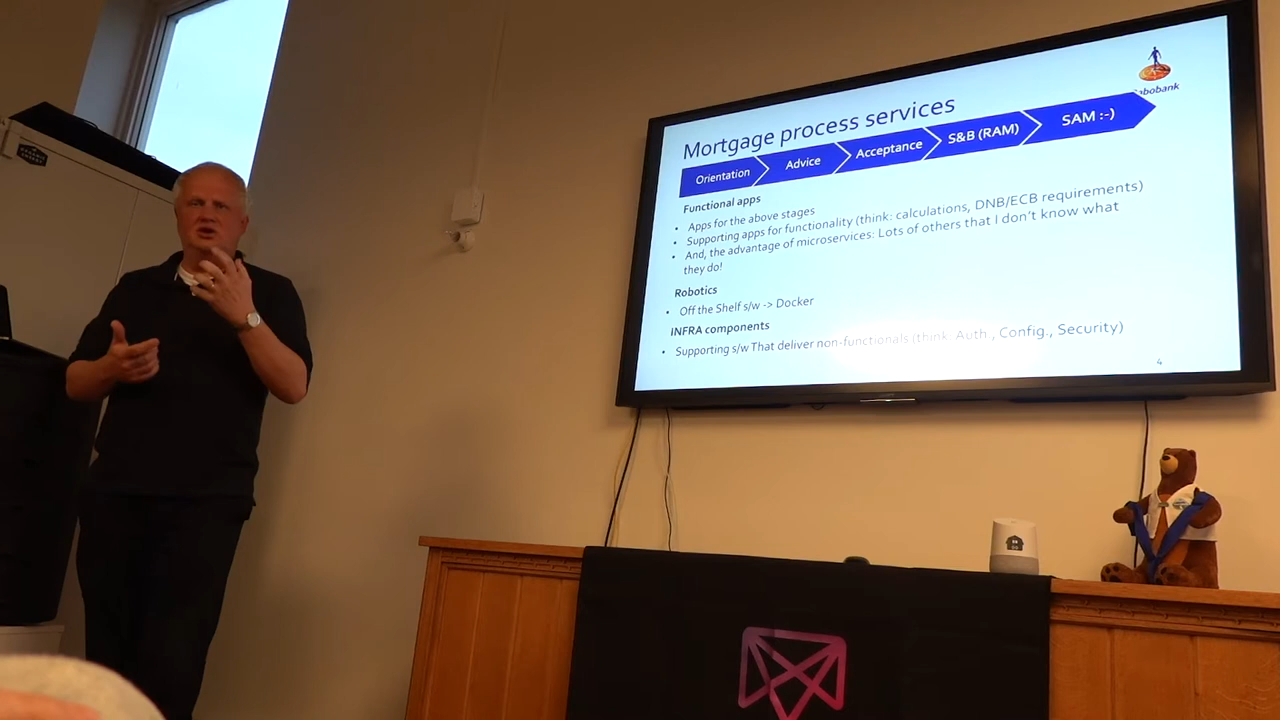 Rabobank
Mortgage process services
Orientation
Advice
Acceptance
S&B (RAM)
SAM :-)
Functional apps
• Apps for the above stages
• Supporting apps for functionality (think: calculations, DNB/ECB requirements)
• And, the advantage of microservices: Lots of others that I don't know what
they do!
Robotics
• Off the Shelf s/w -> Docker
INFRA components
• Supporting s/w That deliver non-functionals (think: Auth., Config., Security)
4